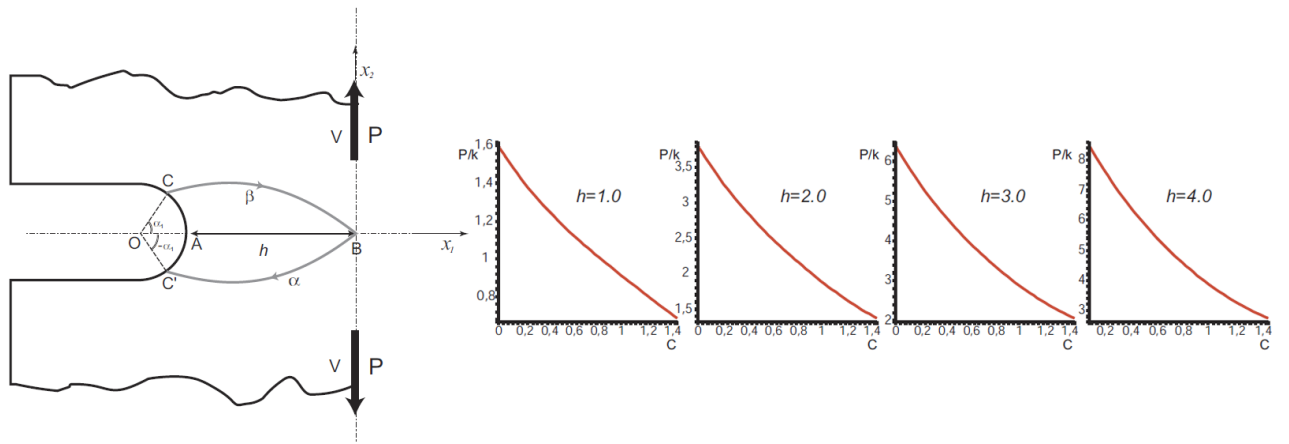 x₂
V P
C
β
α₁
O
-α₁
A
h
B
x₁
C'
α
V P
P/k
1,6
1,4
1,2
1
0,8
h=1.0
0 0,2 0,4 0,6 0,8 1 1,2 1,4
C
P/k
3,5
3
2,5
2
1,5
h=2.0
0 0,2 0,4 0,6 0,8 1 1,2 1,4
C
P/k
6
5
4
3
2
h=3.0
0 0,2 0,4 0,6 0,8 1 1,2 1,4
C
P/k
8
7
6
5
4
3
h=4.0
0 0,2 0,4 0,6 0,8 1 1,2 1,4
C